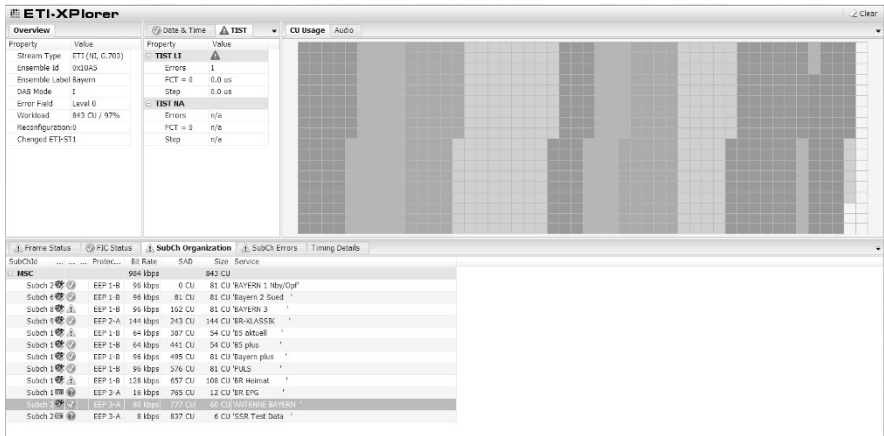 ETI-XPlorer
Clear
Overview
Property Value
Stream Type ETI (NI, G.703)
Ensemble Id 0x10A5
Ensemble Label Bayern
DAB Mode I
Error Field Level 0
Workload 843 CU / 97%
Reconfiguration:0
Changed ETI-ST1
Date & Time TIST
Property Value
TIST LI
Errors 1
FCT = 0 0.0 us
Step 0.0 us
TIST NA
Errors n/a
FCT = 0 n/a
Step n/a
CU Usage Audio
Frame Status FIC Status SubCh Organization SubCh Errors Timing Details
SubChId ... ... ... Protec... Bit Rate SAD Size Service
MSC 984 kbps 843 CU
Subch 2 EEP 1-B 96 kbps 0 CU 81 CU 'BAYERN 1 Nby/Opf'
Subch 6 EEP 1-B 96 kbps 81 CU 81 CU 'Bayern 2 Sued '
Subch 8 EEP 1-B 96 kbps 162 CU 81 CU 'BAYERN 3 '
Subch 9 EEP 2-A 144 kbps 243 CU 144 CU 'BR-KLASSIK '
Subch 1 EEP 1-B 64 kbps 387 CU 54 CU 'B5 aktuell '
Subch 1 EEP 1-B 64 kbps 441 CU 54 CU 'B5 plus '
Subch 1 EEP 1-B 96 kbps 495 CU 81 CU 'Bayern plus '
Subch 1 EEP 1-B 96 kbps 576 CU 81 CU 'PULS '
Subch 1 EEP 1-B 128 kbps 657 CU 108 CU 'BR Heimat '
Subch 1 EEP 3-A 16 kbps 765 CU 12 CU 'BR EPG '
Subch EEP 3-A 80 kbps 777 CU 60 CU 'ANTENNE BAYERN '
Subch 2 EEP 3-A 8 kbps 837 CU 6 CU 'SSR Test Data '